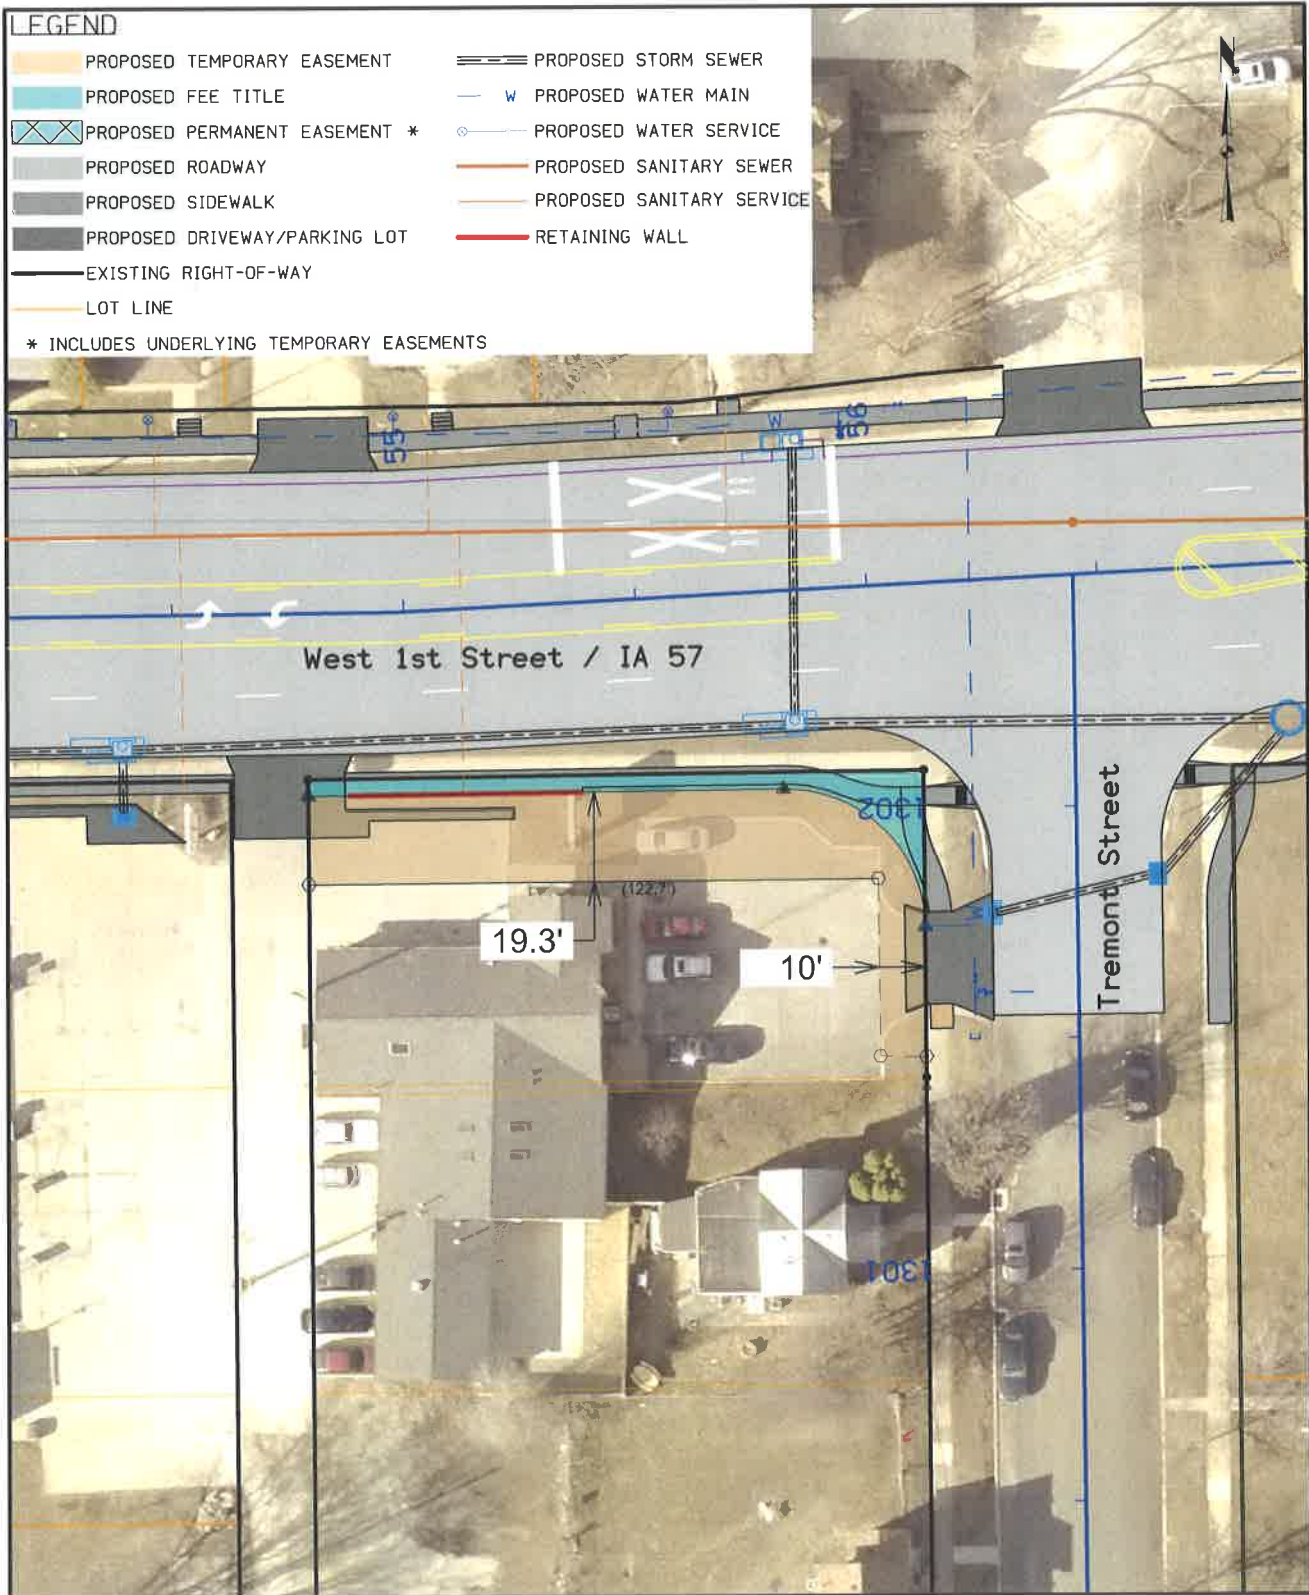 LEGEND
PROPOSED TEMPORARY EASEMENT
PROPOSED FEE TITLE
PROPOSED PERMANENT EASEMENT *
PROPOSED ROADWAY
PROPOSED SIDEWALK
PROPOSED DRIVEWAY/PARKING LOT
EXISTING RIGHT-OF-WAY
LOT LINE
* INCLUDES UNDERLYING TEMPORARY EASEMENTS
PROPOSED STORM SEWER
W PROPOSED WATER MAIN
PROPOSED WATER SERVICE
PROPOSED SANITARY SEWER
PROPOSED SANITARY SERVICE
RETAINING WALL
N
55
W
56
West 1st Street / IA 57
Tremont Street
1302
(122.7')
19.3'
10'
W
1301